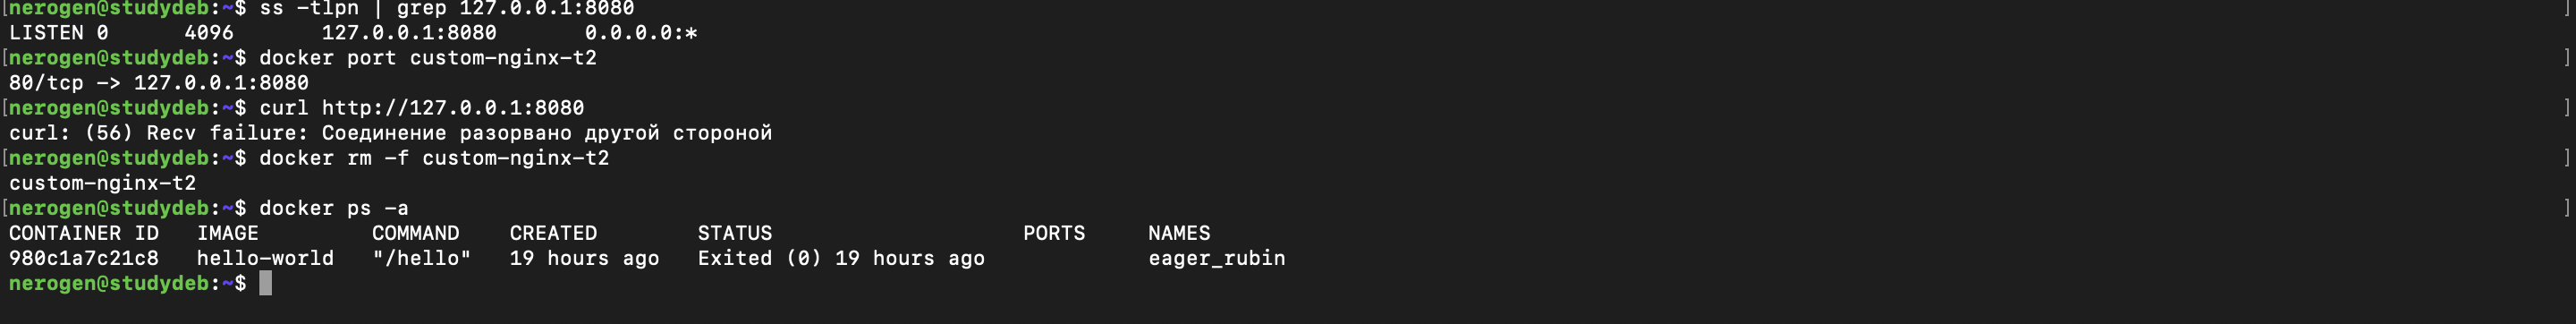 [nerogen@studydeb:~$ ss -tlpn | grep 127.0.0.1:8080 ]
LISTEN 0      4096       127.0.0.1:8080       0.0.0.0:*
[nerogen@studydeb:~$ docker port custom-nginx-t2 ]
80/tcp -> 127.0.0.1:8080
[nerogen@studydeb:~$ curl http://127.0.0.1:8080 ]
curl: (56) Recv failure: Соединение разорвано другой стороной
[nerogen@studydeb:~$ docker rm -f custom-nginx-t2 ]
custom-nginx-t2
[nerogen@studydeb:~$ docker ps -a ]
CONTAINER ID   IMAGE         COMMAND    CREATED        STATUS                    PORTS     NAMES
980c1a7c21c8   hello-world   "/hello"   19 hours ago   Exited (0) 19 hours ago             eager_rubin
nerogen@studydeb:~$